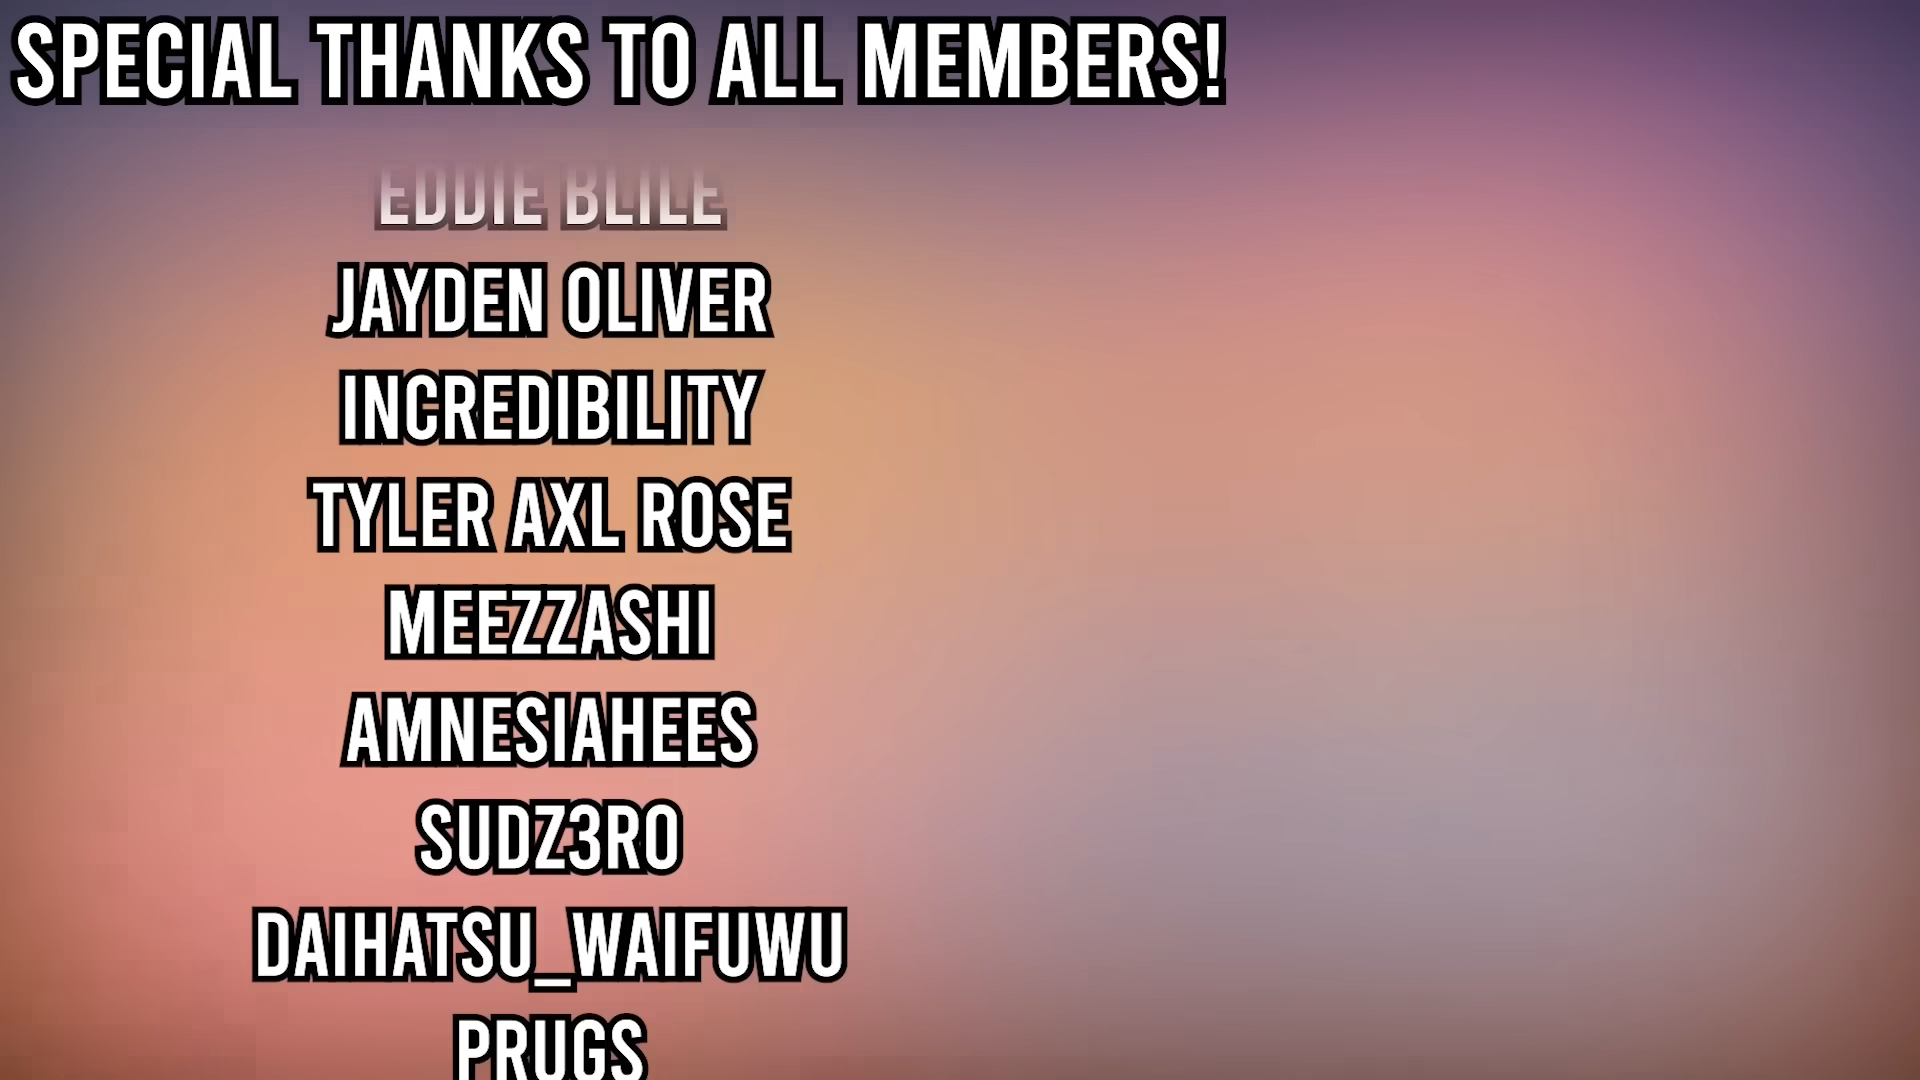 SPECIAL THANKS TO ALL MEMBERS!
EDDIE BLILE
JAYDEN OLIVER
INCREDIBILITY
TYLER AXL ROSE
MEEZZASHI
AMNESIAHEES
SUDZ3RO
DAIHATSU_WAIFUWU
PRUGS